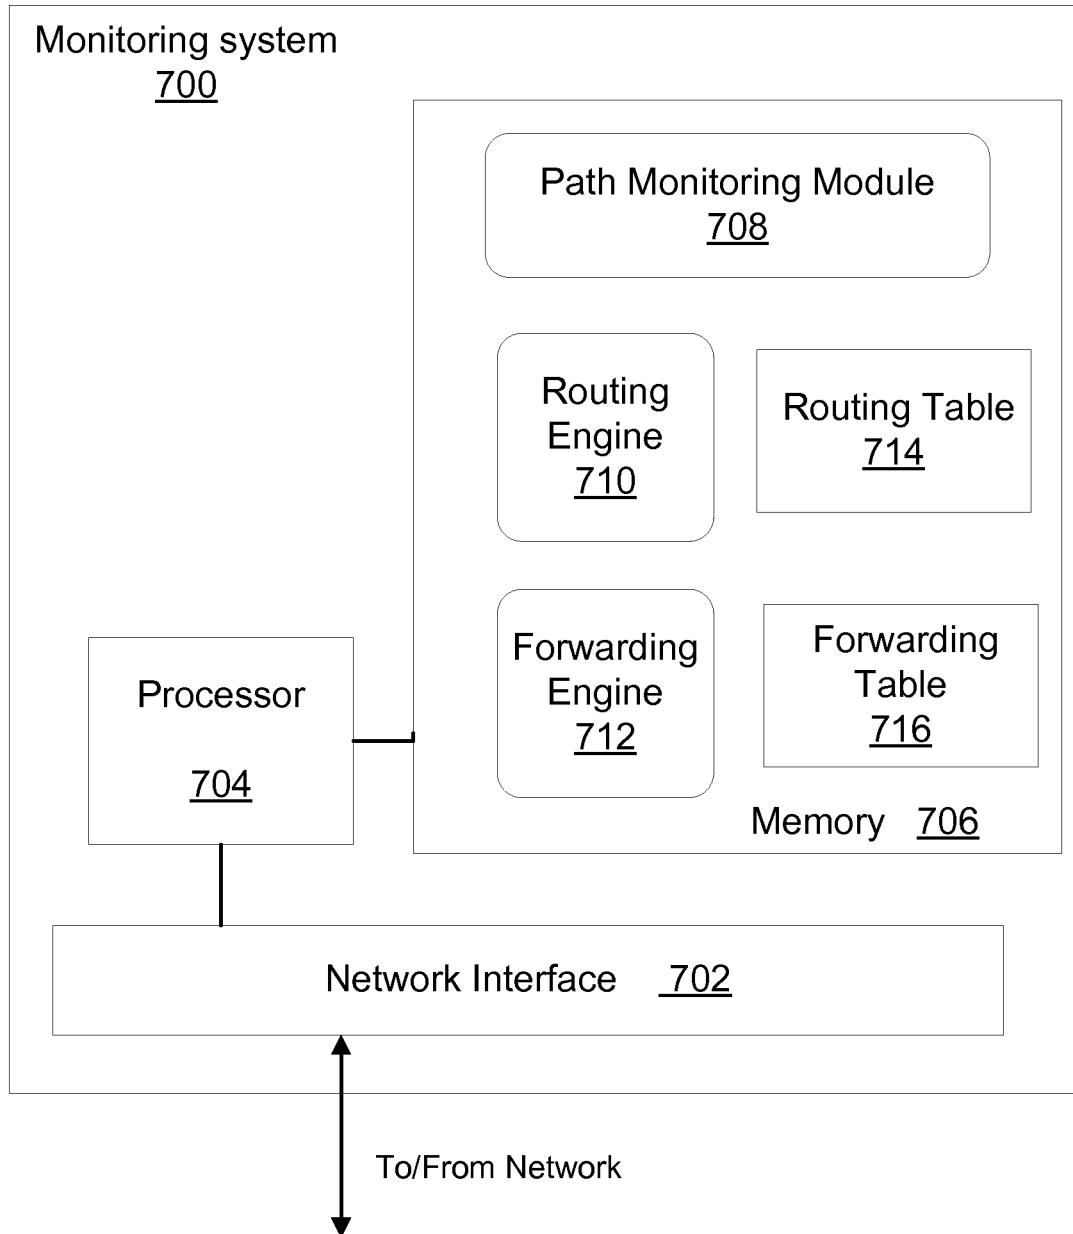 Monitoring system
700
Path Monitoring Module
708
Routing
Engine
710
Routing Table
714
Forwarding
Engine
712
Forwarding
Table
716
Memory 706
Processor
704
Network Interface 702
To/From Network